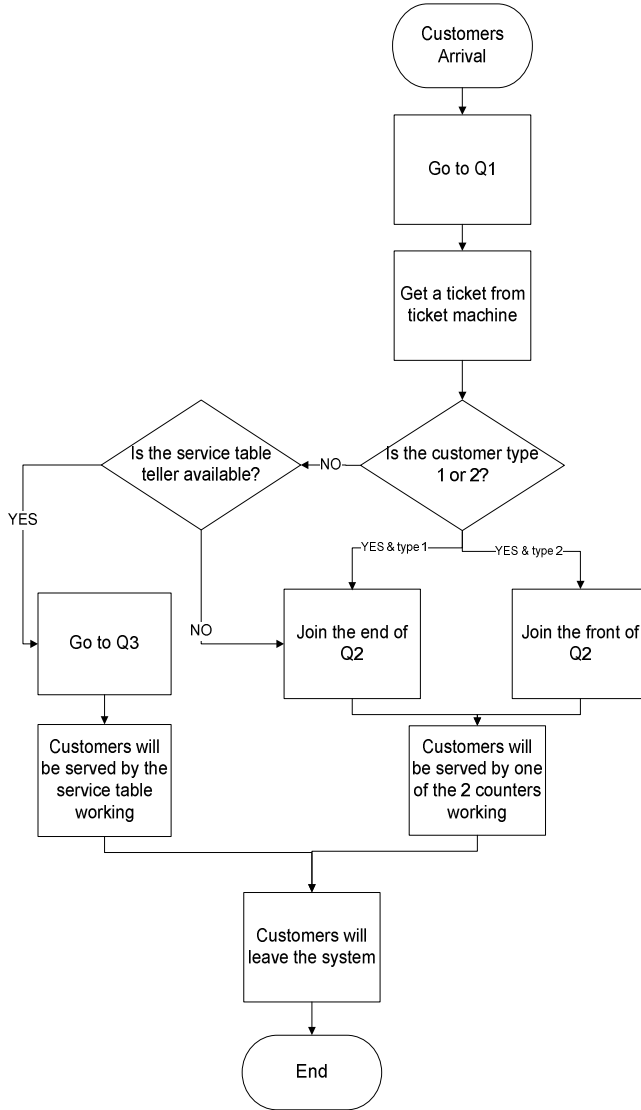 Customers
Arrival
Go to Q1
Get a ticket from
ticket machine
Is the customer type
1 or 2?
NO
Is the service table
teller available?
YES
NO
YES & type 1
YES & type 2
Go to Q3
Join the end of
Q2
Join the front of
Q2
Customers will
be served by the
service table
working
Customers will
be served by one
of the 2 counters
working
Customers will
leave the system
End